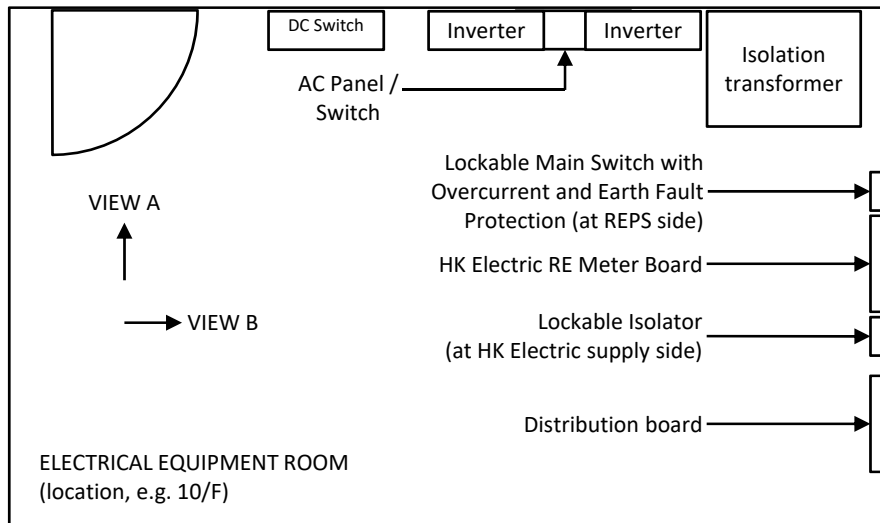 DC Switch
Inverter
Inverter
Isolation
transformer
AC Panel /
Switch
Lockable Main Switch with
Overcurrent and Earth Fault
Protection (at REPS side)
VIEW A
HK Electric RE Meter Board
VIEW B
Lockable Isolator
(at HK Electric supply side)
Distribution board
ELECTRICAL EQUIPMENT ROOM
(location, e.g. 10/F)